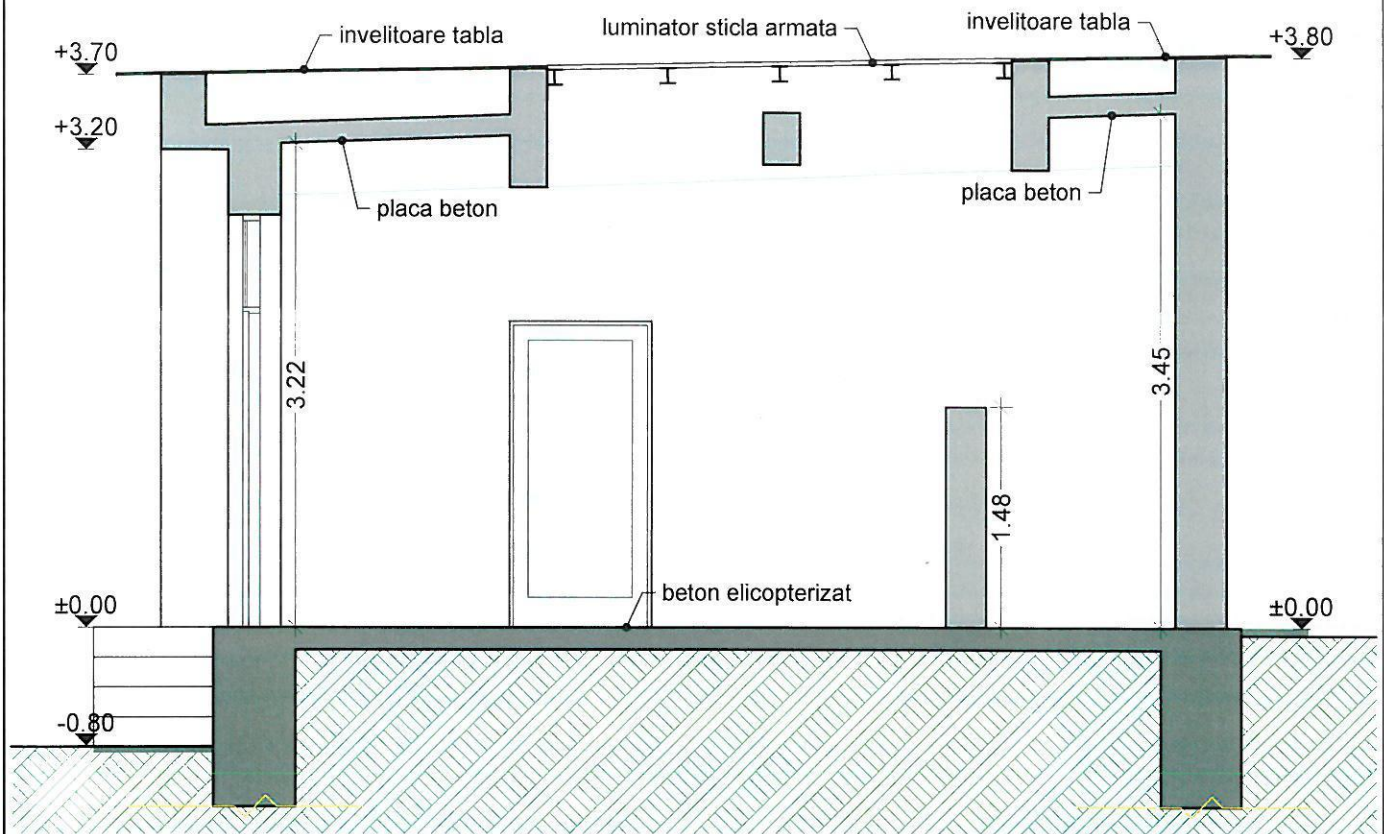 invelitoare tabla
luminator sticla armata
invelitoare tabla
+3.70
+3.80
+3.20
placa beton
placa beton
3.22
3.45
1.48
beton elicopterizat
±0.00
±0.00
-0.80